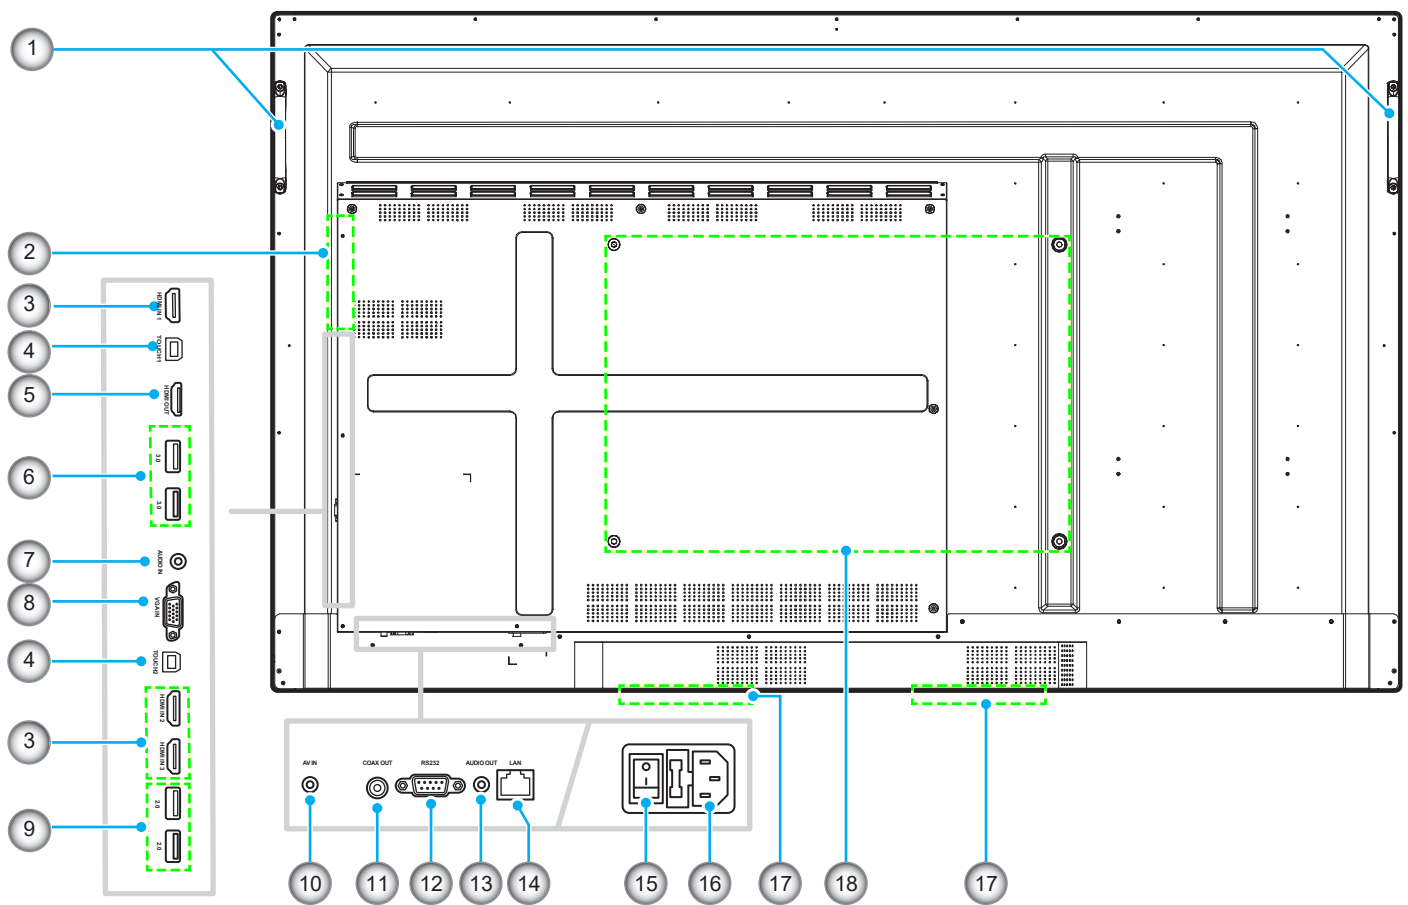 1
2
3
HDMI IN 1
4
TOUCH1
5
HDMI OUT
6
3.0
3.0
7
AUDIO IN
8
VGA IN
4
TOUCH2
3
HDMI IN 2
HDMI IN 3
9
2.0
2.0
AV IN
COAX OUT
RS232
AUDIO OUT
LAN
10
11
12
13
14
15
16
17
18
17